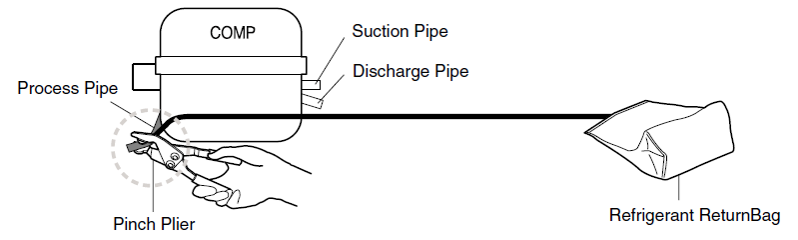 COMP
Suction Pipe
Discharge Pipe
Process Pipe
Pinch Plier
Refrigerant ReturnBag